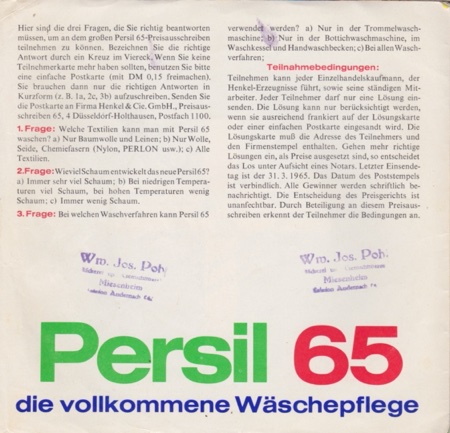 Hier sind die drei Fragen, die Sie richtig beantworten
müssen, um an dem großen Persil 65-Preisausschreiben
teilnehmen zu können. Bezeichnen Sie die richtige
Antwort durch ein Kreuz im Viereck. Wenn Sie keine
Teilnehmerkarte mehr haben sollten, benutzen Sie bitte
eine einfache Postkarte (mit DM 0,15 freimachen).
Sie brauchen dann nur die richtigen Antworten in
Kurzform (z. B. 1a, 2c, 3b) aufzuschreiben. Senden Sie
die Postkarte an Firma Henkel & Cie. GmbH., Preisaus-
schreiben 65, 4 Düsseldorf-Holthausen, Postfach 1100.
1. Frage: Welche Textilien kann man mit Persil 65
waschen? a) Nur Baumwolle und Leinen; b) Nur Wolle,
Seide, Chemiefasern (Nylon, PERLON usw.); c) Alle
Textilien.
2. Frage: Wieviel Schaum entwickelt das neue Persil 65?
a) Immer sehr viel Schaum; b) Bei niedrigen Tempera-
turen viel Schaum, bei hohen Temperaturen wenig
Schaum; c) Immer wenig Schaum.
3. Frage: Bei welchen Waschverfahren kann Persil 65
verwendet werden? a) Nur in der Trommelwasch-
maschine; b) Nur in der Bottichwaschmaschine, im
Waschkessel und Handwaschbecken; c) Bei allen Wasch-
verfahren;
Teilnahmebedingungen:
Teilnehmen kann jeder Einzelhandelskaufmann, der
Henkel-Erzeugnisse führt, sowie seine ständigen Mit-
arbeiter. Jeder Teilnehmer darf nur eine Lösung ein-
senden. Die Lösung kann nur berücksichtigt werden,
wenn sie ausreichend frankiert auf der Lösungskarte
oder einer einfachen Postkarte eingesandt wird. Die
Lösungskarte muß die Adresse des Teilnehmers und
den Firmenstempel enthalten. Gehen mehr richtige
Lösungen ein, als Preise ausgesetzt sind, so entscheidet
das Los unter Aufsicht eines Notars. Letzter Einsende-
tag ist der 31. 3. 1965. Das Datum des Poststempels
ist verbindlich. Alle Gewinner werden schriftlich be-
nachrichtigt. Die Entscheidung des Preisgerichts ist
unanfechtbar. Durch Beteiligung an diesem Preisaus-
schreiben erkennt der Teilnehmer die Bedingungen an.
Wm. Jos. Poh
Miesenheim
Andernach
Wm. Jos. Poh
Miesenheim
Andernach
Persil 65
die vollkommene Wäschepflege